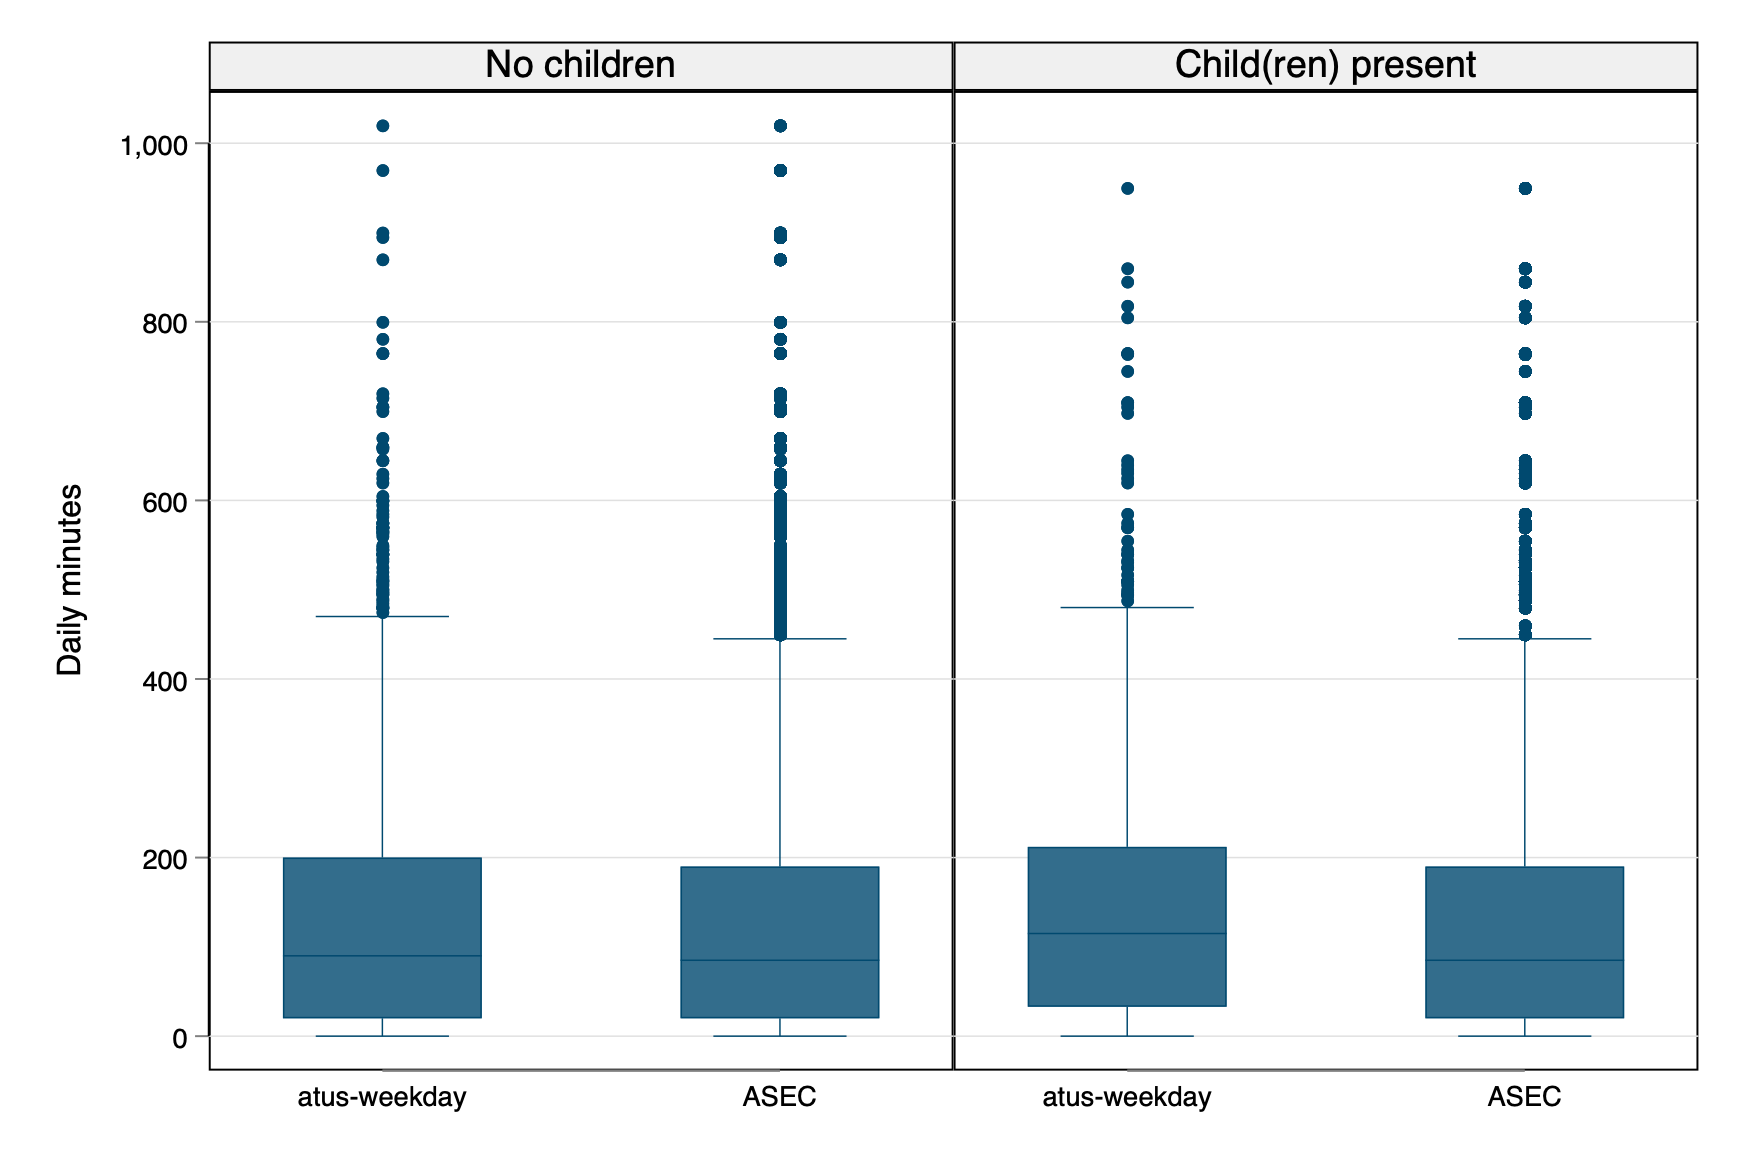 No children
Child(ren) present
Daily minutes
1,000
800
600
400
200
0
atus-weekday
ASEC
atus-weekday
ASEC